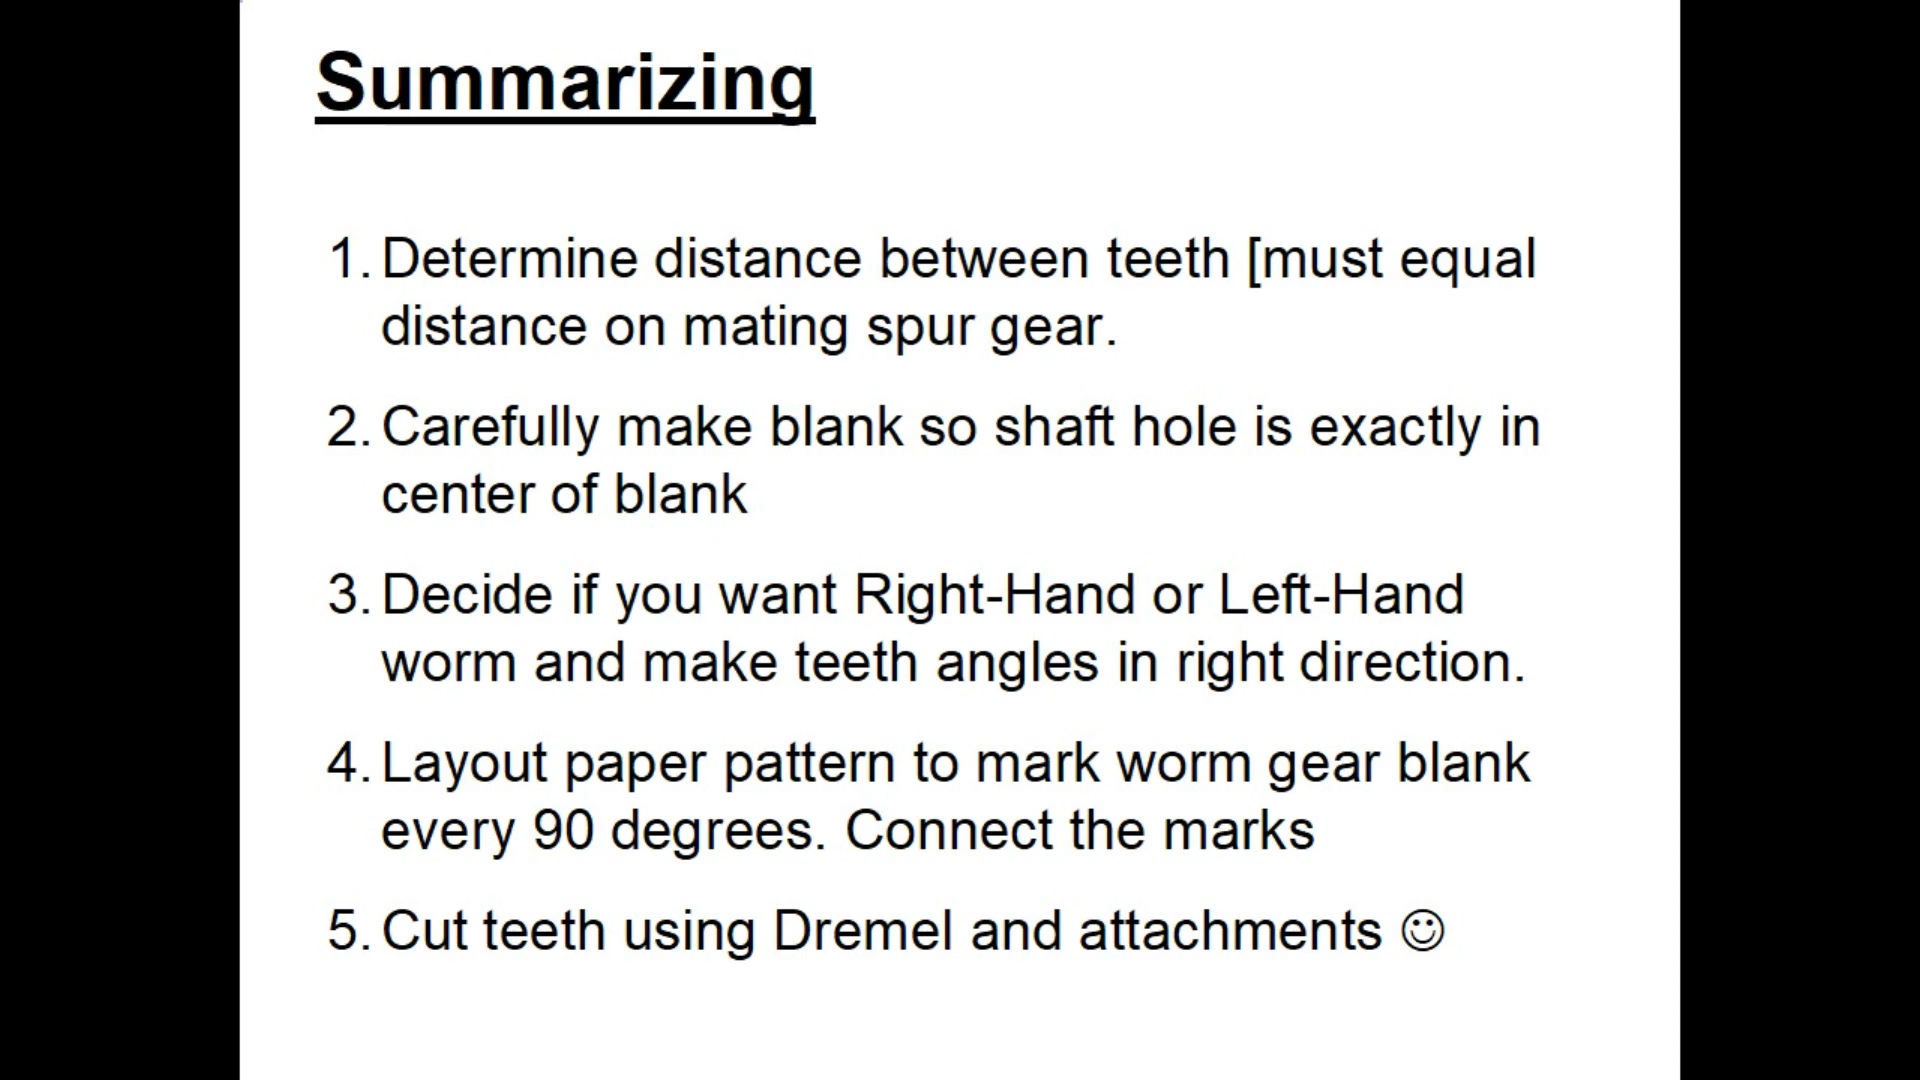 Summarizing
1. Determine distance between teeth [must equal
distance on mating spur gear.
2. Carefully make blank so shaft hole is exactly in
center of blank
3. Decide if you want Right-Hand or Left-Hand
worm and make teeth angles in right direction.
4. Layout paper pattern to mark worm gear blank
every 90 degrees. Connect the marks
5. Cut teeth using Dremel and attachments ☺